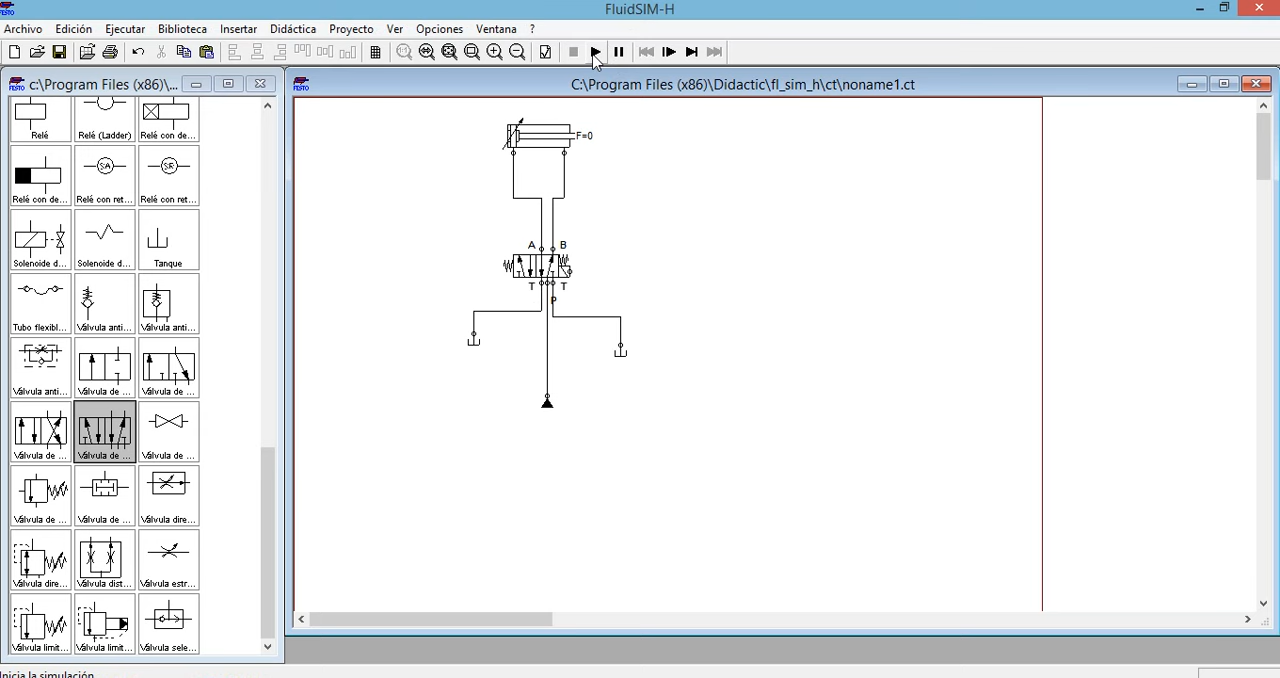 FluidSIM-H
Archivo Edición Ejecutar Biblioteca Insertar Didáctica Proyecto Ver Opciones Ventana ?
c:\Program Files (x86)\...
C:\Program Files (x86)\Didactic\fl_sim_h\ct\noname1.ct
Relé Relé (Ladder) Relé con de...
SA SR
Relé con de... Relé con ret... Relé con ret...
Solenoide d... Solenoide d... Tanque
Tubo flexibl... Válvula anti... Válvula anti...
Válvula anti... Válvula de ... Válvula de ...
Válvula de ... Válvula de ... Válvula de ...
Válvula de ... Válvula de ... Válvula dire...
Válvula dire... Válvula dist... Válvula estr...
Válvula limit... Válvula limit... Válvula sele...
F=0
A B
T T
P
Inicia la simulación